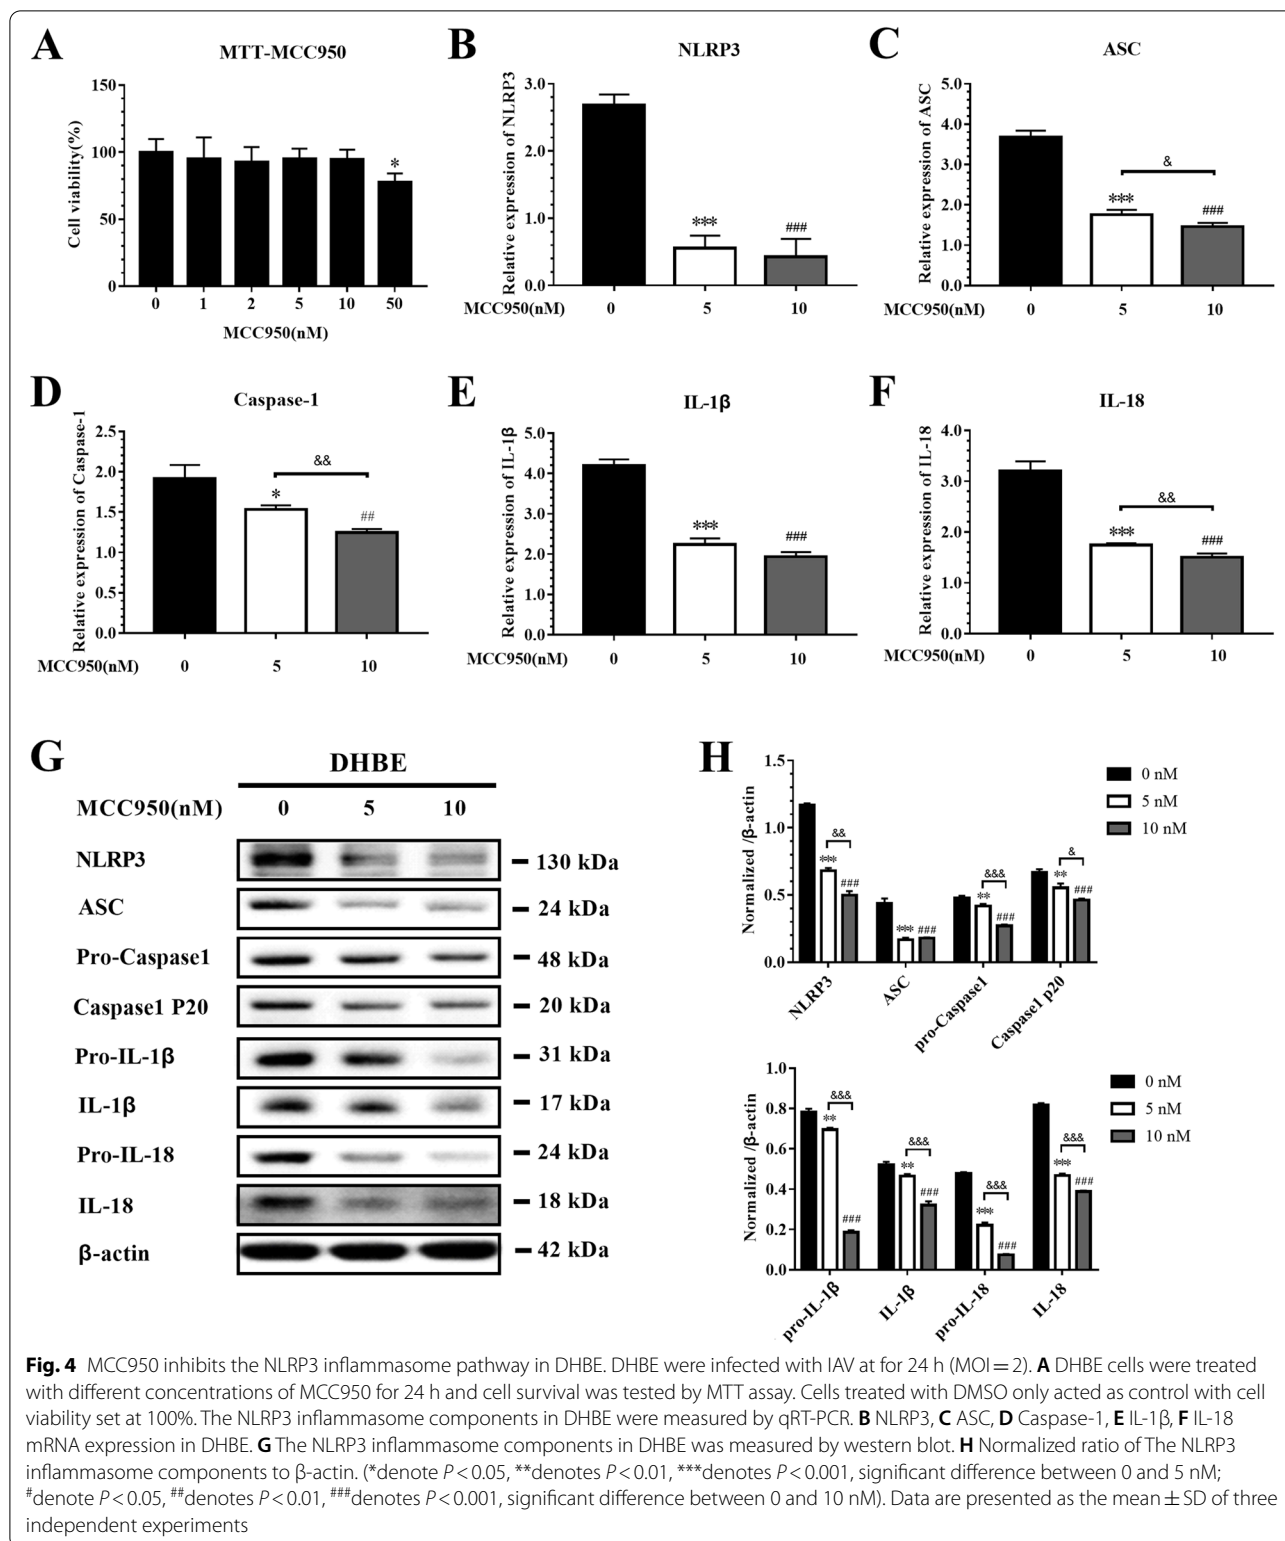 A
MTT-MCC950
Cell viability(%)
150
100
50
0
*
0 1 2 5 10 50
MCC950(nM)
B
NLRP3
Relative expression of NLRP3
3.0
2.0
1.0
0.0
*** ###
MCC950(nM) 0 5 10
C
ASC
Relative expression of ASC
5.0
4.0
3.0
2.0
1.0
0.0
&
*** ###
MCC950(nM) 0 5 10
D
Caspase-1
Relative expression of Caspase-1
2.5
2.0
1.5
1.0
0.5
0.0
&&
* ##
MCC950(nM) 0 5 10
E
IL-1β
Relative expression of IL-1β
5.0
4.0
3.0
2.0
1.0
0.0
*** ###
MCC950(nM) 0 5 10
F
IL-18
Relative expression of IL-18
4.0
3.0
2.0
1.0
0.0
&&
*** ###
MCC950(nM) 0 5 10
G
DHBE
MCC950(nM) 0 5 10
NLRP3 130 kDa
ASC 24 kDa
Pro-Caspase1 48 kDa
Caspase1 P20 20 kDa
Pro-IL-1β 31 kDa
IL-1β 17 kDa
Pro-IL-18 24 kDa
IL-18 18 kDa
β-actin 42 kDa
H
Normalized /β-actin
1.5
1.0
0.5
0.0
*** && ###
*** ###
** &&& ###
** & ###
NLRP3 ASC pro-Caspase1 Caspase1 p20
0 nM
5 nM
10 nM
Normalized /β-actin
0.8
0.6
0.4
0.2
0.0
** &&& ###
** &&& ###
*** &&& ###
*** &&& ###
pro-IL-1β IL-1β pro-IL-18 IL-18
0 nM
5 nM
10 nM
Fig. 4 MCC950 inhibits the NLRP3 inflammasome pathway in DHBE. DHBE were infected with IAV at for 24 h (MOI = 2). A DHBE cells were treated
with different concentrations of MCC950 for 24 h and cell survival was tested by MTT assay. Cells treated with DMSO only acted as control with cell
viability set at 100%. The NLRP3 inflammasome components in DHBE were measured by qRT-PCR. B NLRP3, C ASC, D Caspase-1, E IL-1β, F IL-18
mRNA expression in DHBE. G The NLRP3 inflammasome components in DHBE was measured by western blot. H Normalized ratio of The NLRP3
inflammasome components to β-actin. (*denote P < 0.05, **denotes P < 0.01, ***denotes P < 0.001, significant difference between 0 and 5 nM;
#denote P < 0.05, ##denotes P < 0.01, ###denotes P < 0.001, significant difference between 0 and 10 nM). Data are presented as the mean ± SD of three
independent experiments